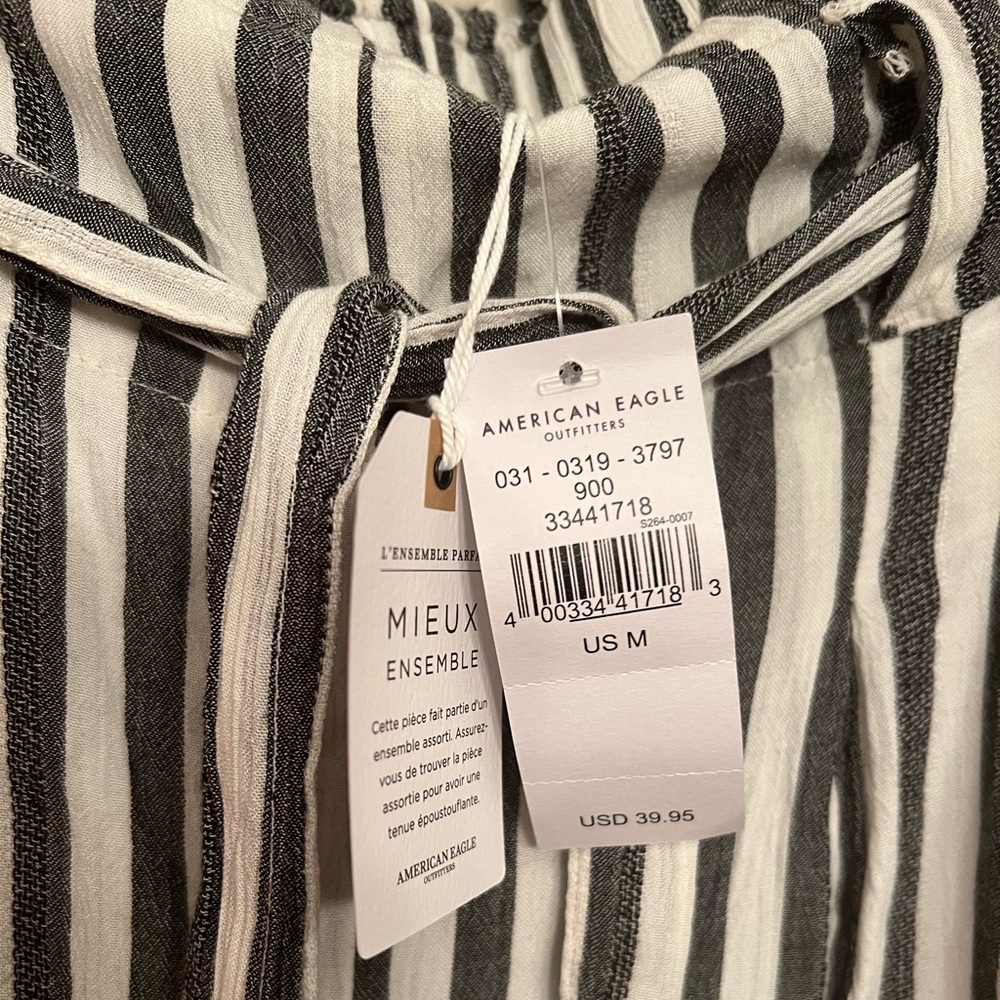 AMERICAN EAGLE
OUTFITTERS
031 - 0319 - 3797
900
33441718
S264-0007
4 00334 41718 3
US M
USD 39.95
L'ENSEMBLE
MIEUX
ENSEMBLE
Cette pièce fait partie d'un
ensemble assorti. Assurez-
vous de trouver la pièce
assortie pour avoir une
tenue époustouflante.
AMERICAN EAGLE
OUTFITTERS